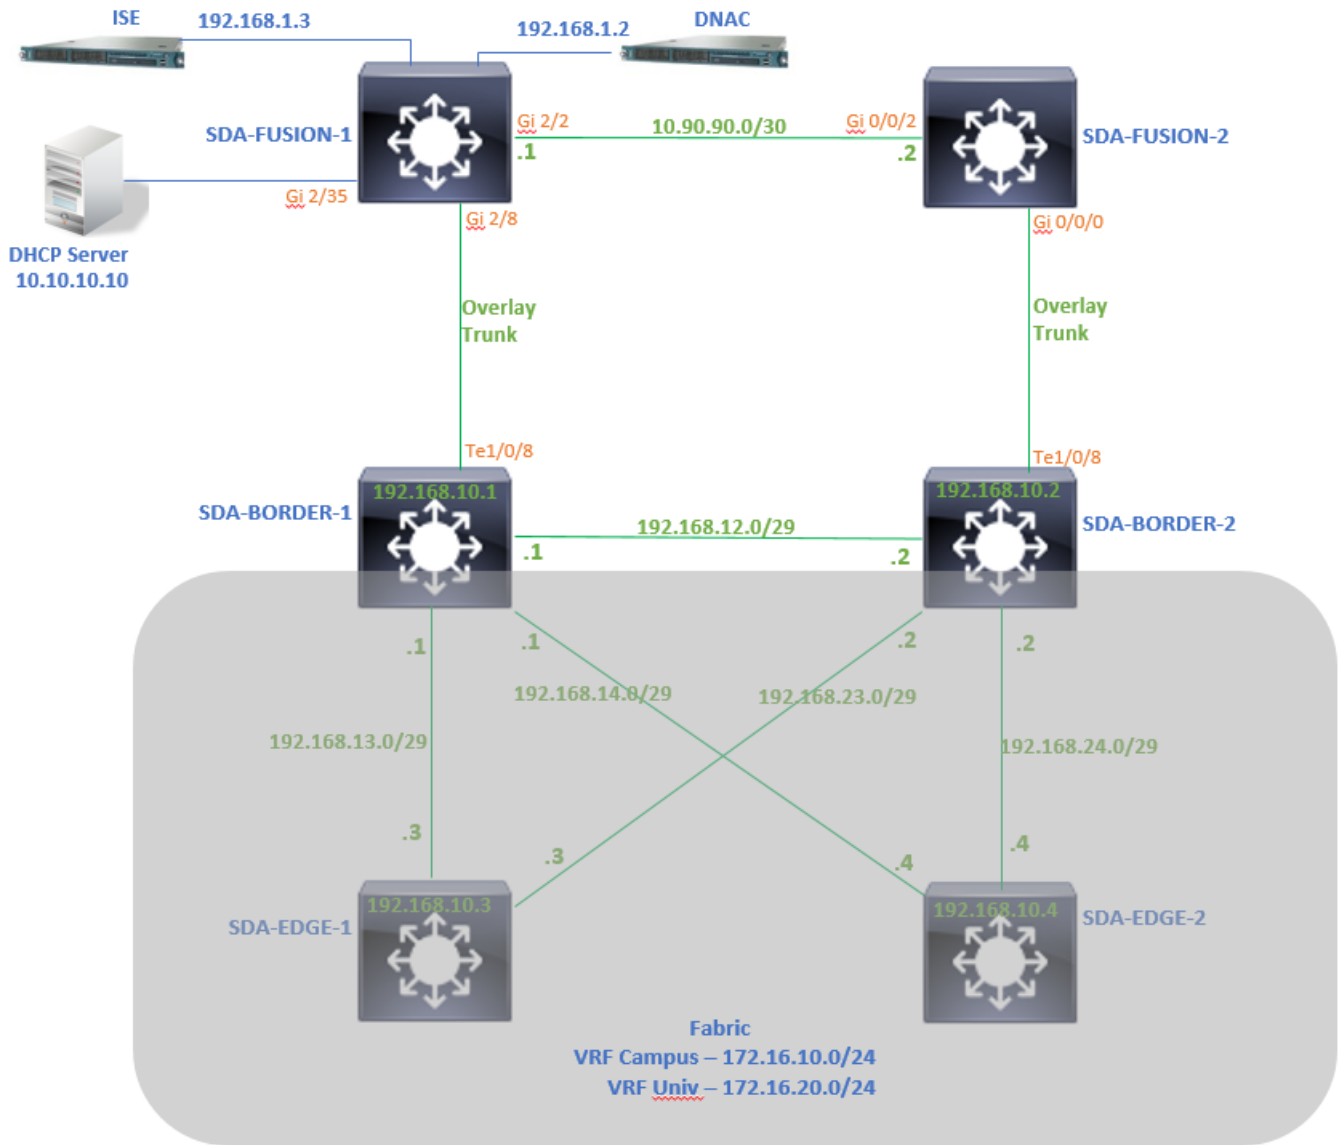 ISE
192.168.1.3
192.168.1.2
DNAC
SDA-FUSION-1
Gi 2/2
10.90.90.0/30
Gi 0/0/2
SDA-FUSION-2
.1
.2
Gi 2/35
Gi 2/8
Gi 0/0/0
DHCP Server
10.10.10.10
Overlay
Trunk
Overlay
Trunk
Te1/0/8
Te1/0/8
192.168.10.1
192.168.10.2
SDA-BORDER-1
192.168.12.0/29
SDA-BORDER-2
.1
.2
.1
.1
.2
.2
192.168.14.0/29
192.168.23.0/29
192.168.13.0/29
192.168.24.0/29
.3
.3
.4
.4
192.168.10.3
192.168.10.4
SDA-EDGE-1
SDA-EDGE-2
Fabric
VRF Campus – 172.16.10.0/24
VRF Univ – 172.16.20.0/24